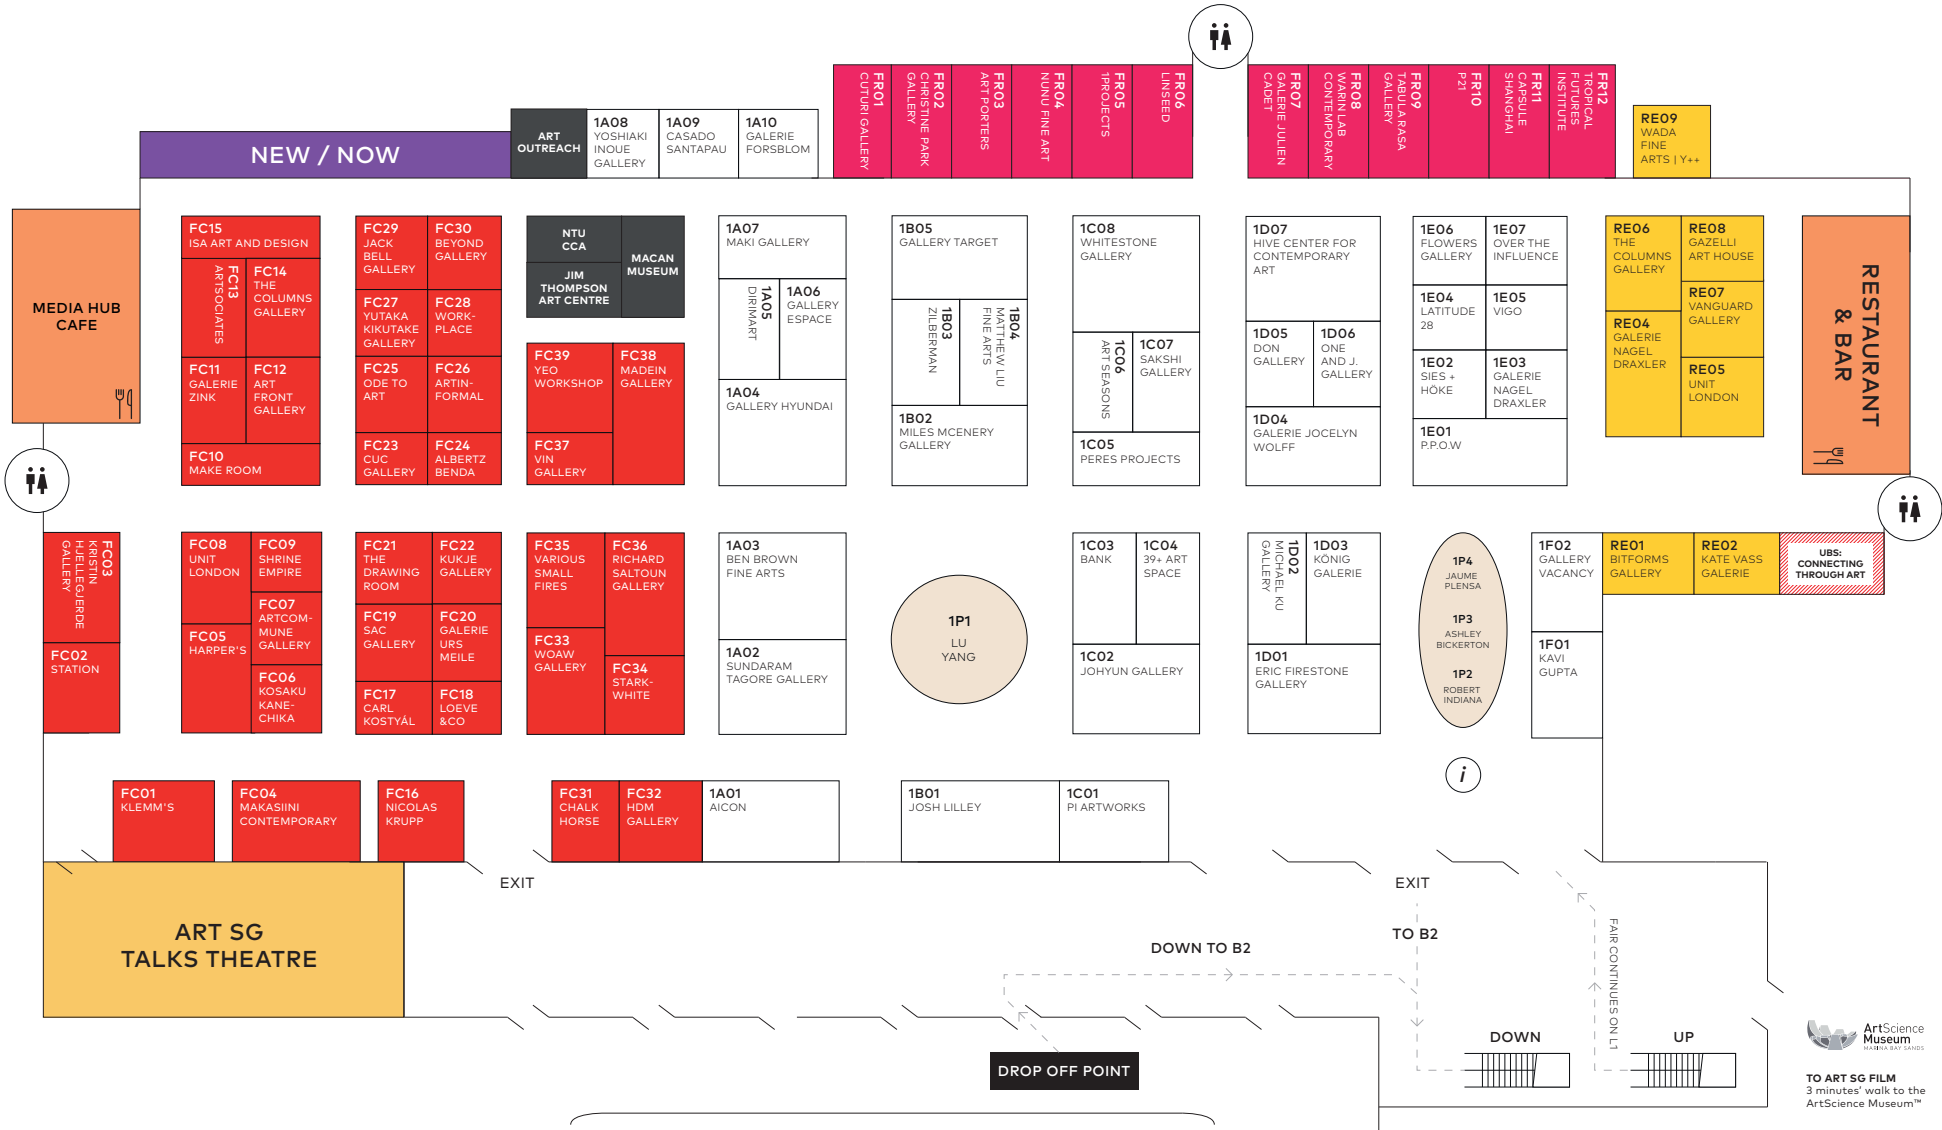 FR01
CUTURI GALLERY
FR02
CHRISTINE PARK
GALLERY
FR03
ART PORTERS
FR04
NUNU FINE ART
FR05
1PROJECTS
FR06
LINSEED
FR07
GALERIE JULIEN
CADET
FR08
WARIN LAB
CONTEMPORARY
FR09
TABULA RASA
GALLERY
FR10
P21
FR11
CAPSULE
SHANGHAI
FR12
TROPICAL
FUTURES
INSTITUTE
RE09
WADA
FINE
ARTS | Y++
NEW / NOW
ART
OUTREACH
1A08
YOSHIAKI
INOUE
GALLERY
1A09
CASADO
SANTAPAU
1A10
GALERIE
FORSBLOM
MEDIA HUB
CAFE
FC15
ISA ART AND DESIGN
FC13
ARTSOCIATES
FC14
THE
COLUMNS
GALLERY
FC11
GALERIE
ZINK
FC12
ART
FRONT
GALLERY
FC10
MAKE ROOM
FC29
JACK
BELL
GALLERY
FC30
BEYOND
GALLERY
FC27
YUTAKA
KIKUTAKE
GALLERY
FC28
WORK-
PLACE
FC25
ODE TO
ART
FC26
ARTIN-
FORMAL
FC23
CUC
GALLERY
FC24
ALBERTZ
BENDA
NTU
CCA
JIM
THOMPSON
ART CENTRE
MACAN
MUSEUM
FC39
YEO
WORKSHOP
FC38
MADEIN
GALLERY
FC37
VIN
GALLERY
1A07
MAKI GALLERY
1A05
DIRIMART
1A06
GALLERY
ESPACE
1A04
GALLERY HYUNDAI
1B05
GALLERY TARGET
1B03
ZILBERMAN
1B04
MATTHEW LIU
FINE ARTS
1B02
MILES MCENERY
GALLERY
1C08
WHITESTONE
GALLERY
1C06
ART SEASONS
1C07
SAKSHI
GALLERY
1C05
PERES PROJECTS
1D07
HIVE CENTER FOR
CONTEMPORARY
ART
1D05
DON
GALLERY
1D06
ONE
AND J.
GALLERY
1D04
GALERIE JOCELYN
WOLFF
1E06
FLOWERS
GALLERY
1E07
OVER THE
INFLUENCE
1E04
LATITUDE
28
1E05
VIGO
1E02
SIES +
HÖKE
1E03
GALERIE
NAGEL
DRAXLER
1E01
P.P.O.W
RE06
THE
COLUMNS
GALLERY
RE08
GAZELLI
ART HOUSE
RE07
VANGUARD
GALLERY
RE04
GALERIE
NAGEL
DRAXLER
RE05
UNIT
LONDON
RESTAURANT
& BAR
FC03
KRISTIN
HJELLEGJERDE
GALLERY
FC02
STATION
FC08
UNIT
LONDON
FC09
SHRINE
EMPIRE
FC07
ARTCOM-
MUNE
GALLERY
FC05
HARPER'S
FC06
KOSAKU
KANE-
CHIKA
FC21
THE
DRAWING
ROOM
FC22
KUKJE
GALLERY
FC19
SAC
GALLERY
FC20
GALERIE
URS
MEILE
FC17
CARL
KOSTYÁL
FC18
LOEVE
&CO
FC35
VARIOUS
SMALL
FIRES
FC36
RICHARD
SALTOUN
GALLERY
FC33
WOAW
GALLERY
FC34
STARK-
WHITE
1A03
BEN BROWN
FINE ARTS
1A02
SUNDARAM
TAGORE GALLERY
1P1
LU
YANG
1C03
BANK
1C04
39+ ART
SPACE
1C02
JOHYUN GALLERY
1D02
MICHAEL KU
GALLERY
1D03
KÖNIG
GALERIE
1D01
ERIC FIRESTONE
GALLERY
1P4
JAUME
PLENSA
1P3
ASHLEY
BICKERTON
1P2
ROBERT
INDIANA
i
1F02
GALLERY
VACANCY
1F01
KAVI
GUPTA
RE01
BITFORMS
GALLERY
RE02
KATE VASS
GALERIE
UBS:
CONNECTING
THROUGH ART
FC01
KLEMM'S
FC04
MAKASIINI
CONTEMPORARY
FC16
NICOLAS
KRUPP
FC31
CHALK
HORSE
FC32
HDM
GALLERY
1A01
AICON
1B01
JOSH LILLEY
1C01
PI ARTWORKS
EXIT
EXIT
ART SG
TALKS THEATRE
DOWN TO B2
TO B2
FAIR CONTINUES ON L1
DROP OFF POINT
DOWN
UP
ArtScience
Museum
MARINA BAY SANDS
TO ART SG FILM
3 minutes' walk to the
ArtScience Museum™